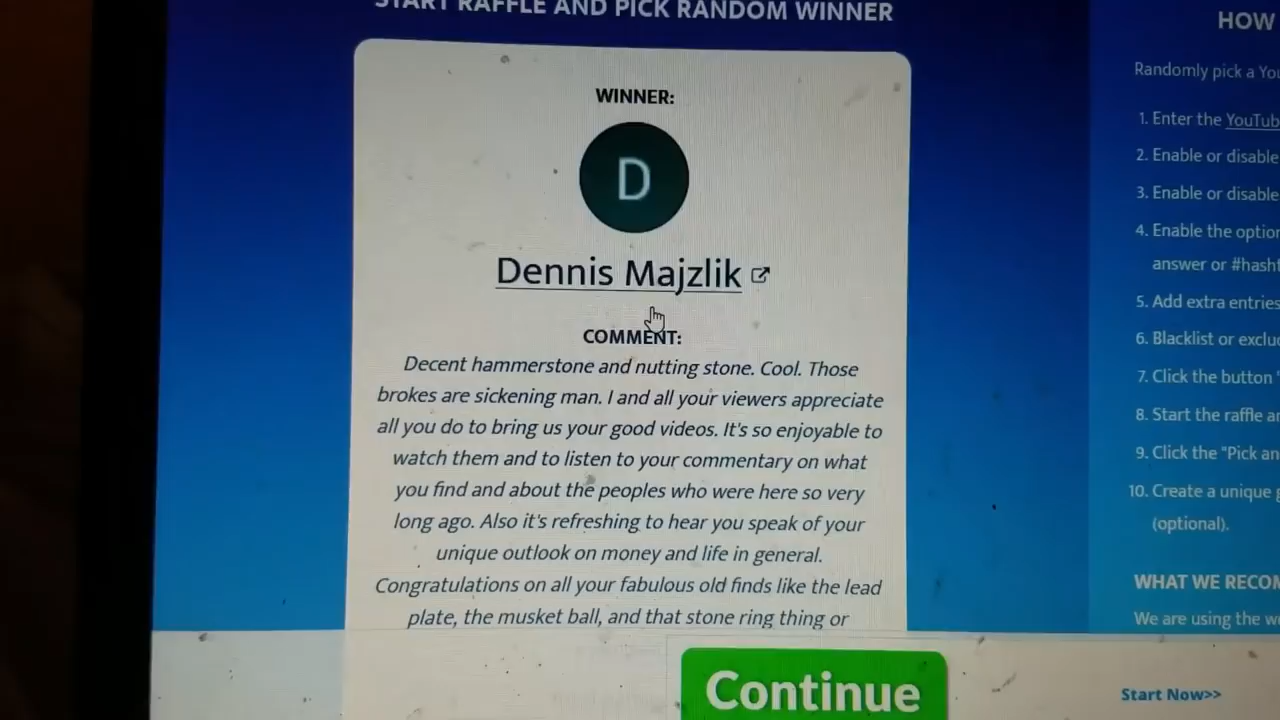 START RAFFLE AND PICK RANDOM WINNER
WINNER:
D
Dennis Majzlik
COMMENT:
Decent hammerstone and nutting stone. Cool. Those
brokes are sickening man. I and all your viewers appreciate
all you do to bring us your good videos. It's so enjoyable to
watch them and to listen to your commentary on what
you find and about the peoples who were here so very
long ago. Also it's refreshing to hear you speak of your
unique outlook on money and life in general.
Congratulations on all your fabulous old finds like the lead
plate, the musket ball, and that stone ring thing or
Continue
HOW
Randomly pick a
1. Enter the
2. Enable or disable
3. Enable or disable
4. Enable the
answer or
5. Add extra entries
6. Blacklist or
7. Click the button
8. Start the raffle
9. Click the "Pick
10. Create a unique
(optional).
WHAT WE
We are using the
Start Now>>